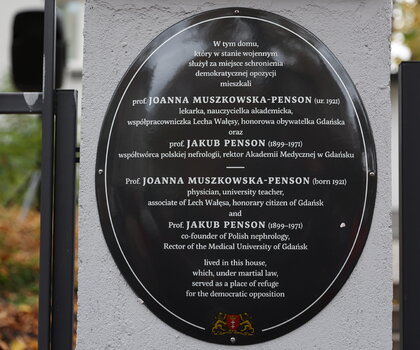 W tym domu,
który w stanie wojennym
służył za miejsce schronienia
demokratycznej opozycji
mieszkali
prof. JOANNA MUSZKOWSKA-PENSON (ur. 1921)
lekarka, nauczycielka akademicka,
współpracowniczka Lecha Wałęsy, honorowa obywatelka Gdańska
oraz
prof. JAKUB PENSON (1899-1971)
współtwórca polskiej nefrologii, rektor Akademii Medycznej w Gdańsku
Prof. JOANNA MUSZKOWSKA-PENSON (born 1921)
physician, university teacher,
associate of Lech Wałęsa, honorary citizen of Gdańsk
and
Prof. JAKUB PENSON (1899-1971)
co-founder of Polish nephrology,
Rector of the Medical University of Gdańsk
lived in this house,
which, under martial law,
served as a place of refuge
for the democratic opposition